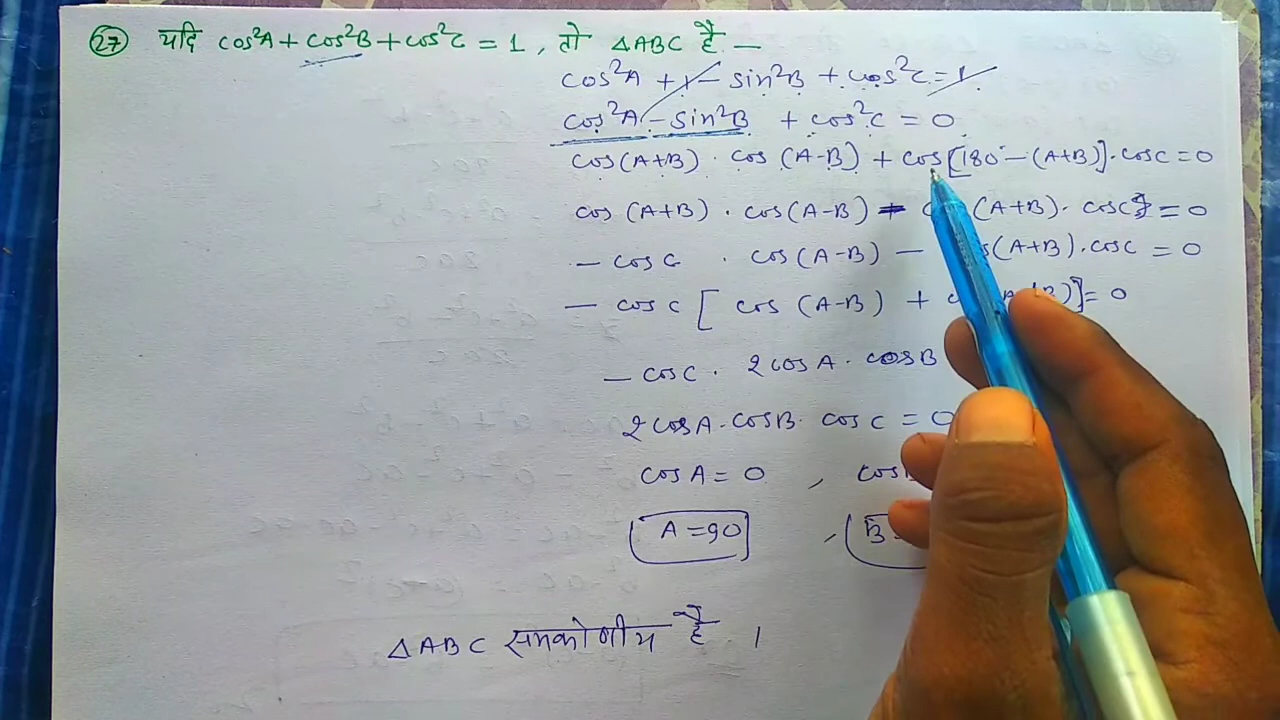 (27) यदि cos²A + cos²B + cos²C = 1, तो △ABC है —
cos²A + 1 - sin²B + cos²C = 1
cos²A - sin²B + cos²C = 0
cos(A+B) . cos(A-B) + cos[180° - (A+B)] . cosC = 0
cos (A+B) . cos(A-B) - (A+B) . cosC = 0
- cosC . cos(A-B) - (A+B) . cosC = 0
- cosC [ cos (A-B) + ] = 0
- cosC . 2cosA . cosB
2cosA . cosB . cosC = 0
cosA = 0 ,
A = 90 ,
△ABC समकोणीय है ।